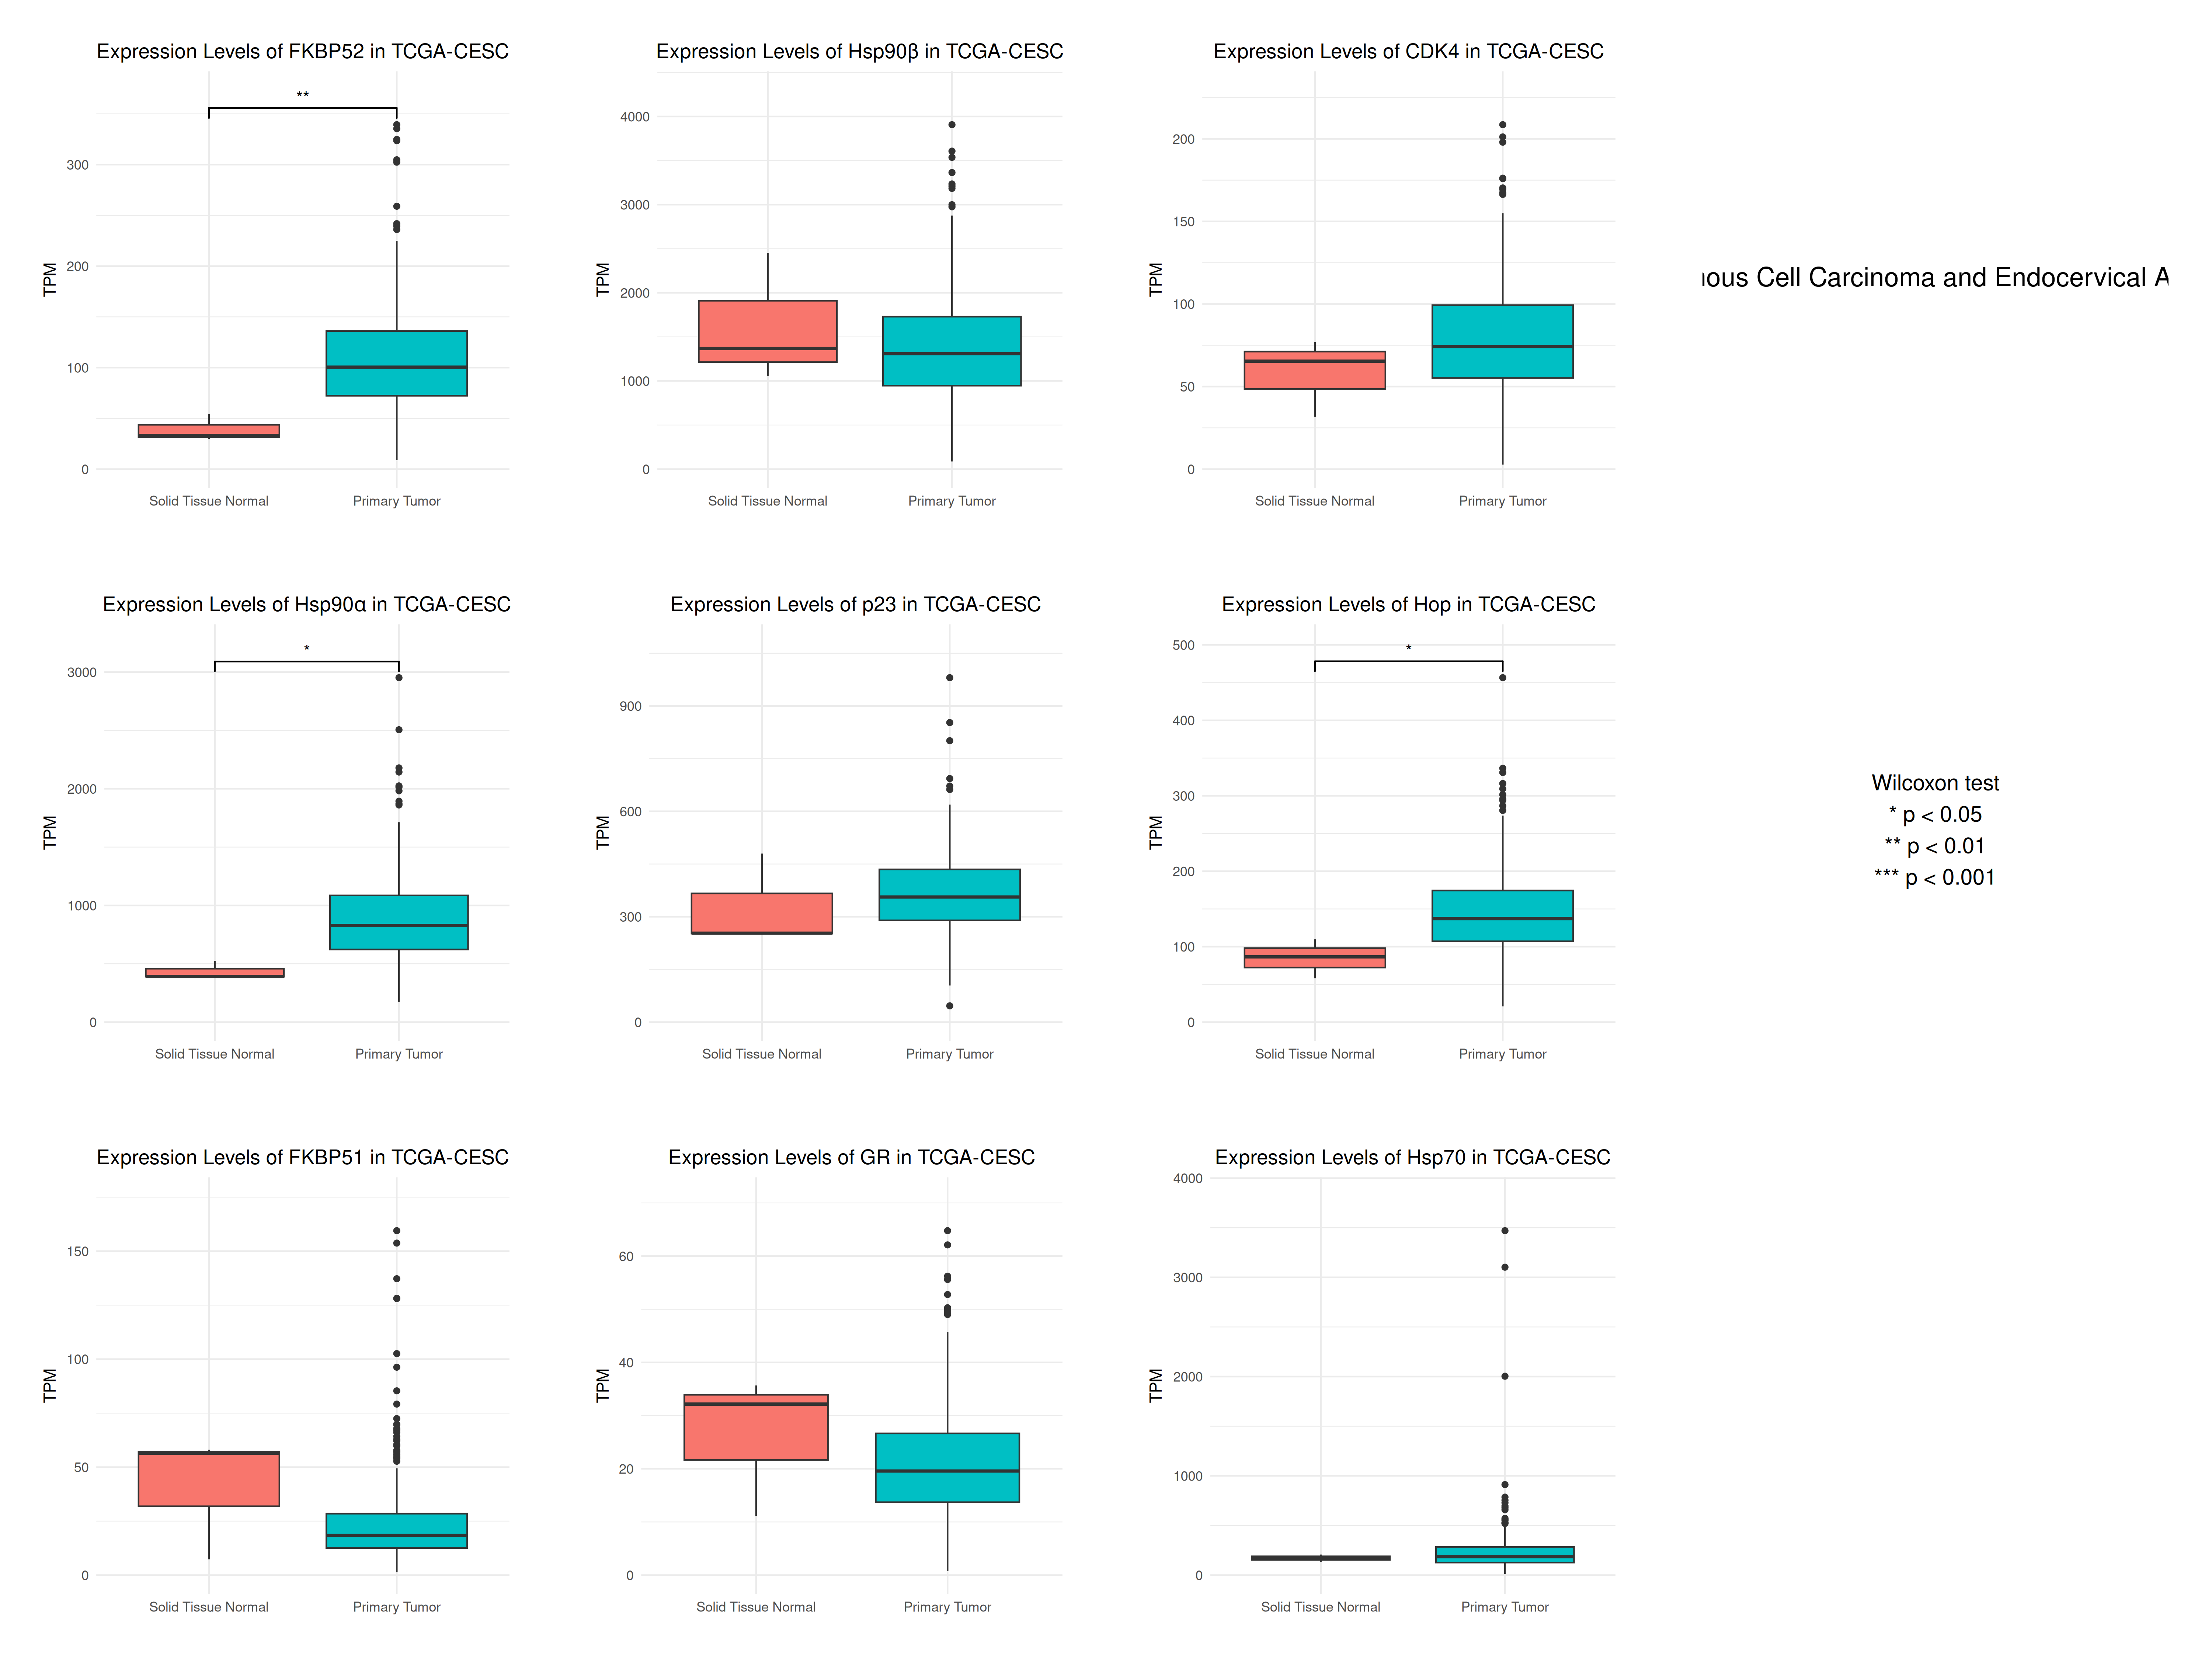 Expression Levels of FKBP52 in TCGA-CESC
**
300
200
100
0
TPM
Solid Tissue Normal
Primary Tumor
Expression Levels of Hsp90β in TCGA-CESC
4000
3000
2000
1000
0
TPM
Solid Tissue Normal
Primary Tumor
Expression Levels of CDK4 in TCGA-CESC
200
150
100
50
0
TPM
Solid Tissue Normal
Primary Tumor
Cell Carcinoma and Endocervical
Expression Levels of Hsp90α in TCGA-CESC
*
3000
2000
1000
0
TPM
Solid Tissue Normal
Primary Tumor
Expression Levels of p23 in TCGA-CESC
900
600
300
0
TPM
Solid Tissue Normal
Primary Tumor
Expression Levels of Hop in TCGA-CESC
*
500
400
300
200
100
0
TPM
Solid Tissue Normal
Primary Tumor
Wilcoxon test
* p < 0.05
** p < 0.01
*** p < 0.001
Expression Levels of FKBP51 in TCGA-CESC
150
100
50
0
TPM
Solid Tissue Normal
Primary Tumor
Expression Levels of GR in TCGA-CESC
60
40
20
0
TPM
Solid Tissue Normal
Primary Tumor
Expression Levels of Hsp70 in TCGA-CESC
4000
3000
2000
1000
0
TPM
Solid Tissue Normal
Primary Tumor